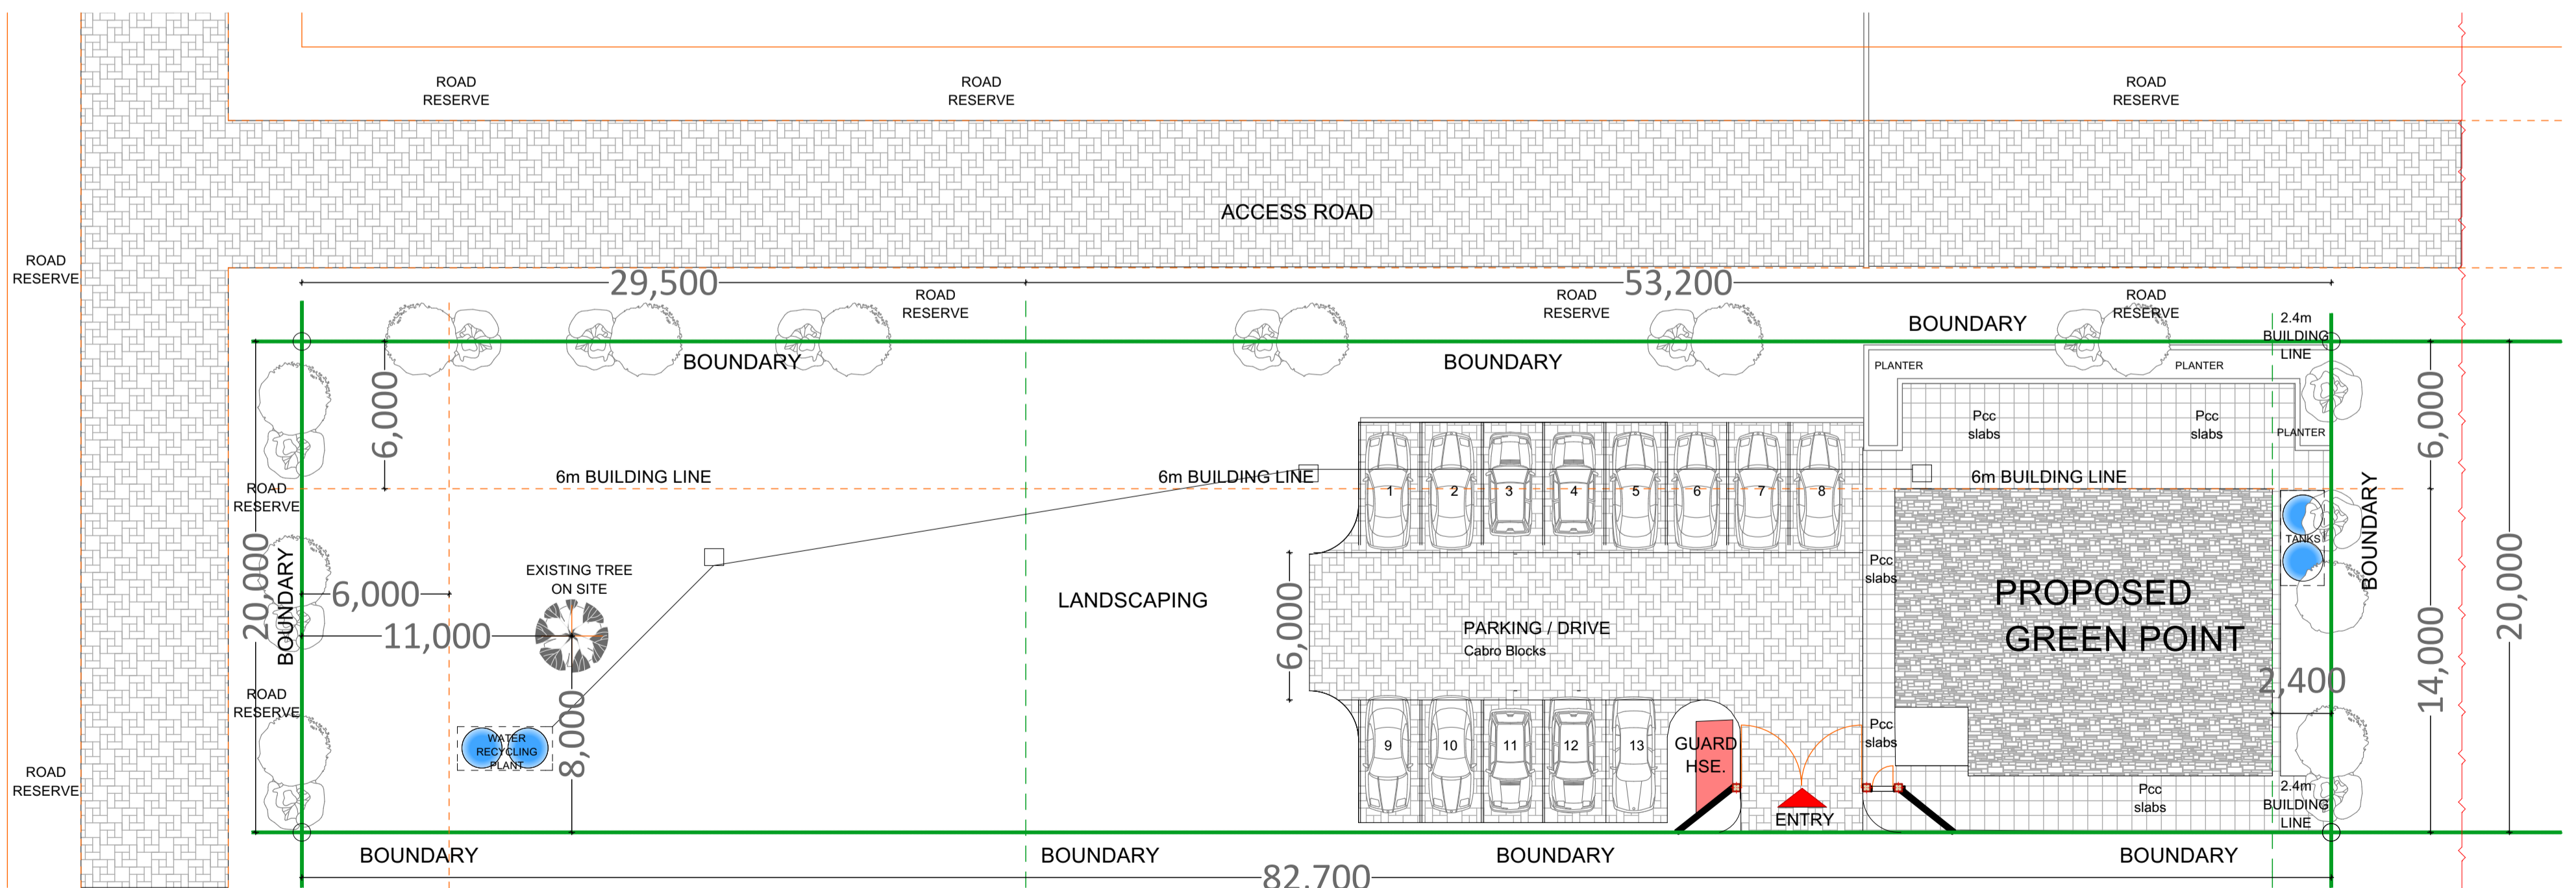 ROAD
RESERVE
ROAD
RESERVE
ROAD
RESERVE
ACCESS ROAD
ROAD
RESERVE
29,500
53,200
ROAD
RESERVE
ROAD
RESERVE
ROAD
RESERVE
BOUNDARY
2.4m
BUILDING
LINE
BOUNDARY
BOUNDARY
PLANTER
PLANTER
6,000
6,000
Pcc
slabs
Pcc
slabs
PLANTER
6m BUILDING LINE
6m BUILDING LINE
6m BUILDING LINE
ROAD
RESERVE
1
2
3
4
5
6
7
8
BOUNDARY
20,000
BOUNDARY
EXISTING TREE
ON SITE
6,000
11,000
LANDSCAPING
6,000
PARKING / DRIVE
Cabro Blocks
Pcc
slabs
PROPOSED
GREEN POINT
TANKS
20,000
14,000
2,400
ROAD
RESERVE
8,000
WATER
RECYCLING
PLANT
9
10
11
12
13
GUARD
HSE.
Pcc
slabs
ROAD
RESERVE
ENTRY
Pcc
slabs
2.4m
BUILDING
LINE
BOUNDARY
BOUNDARY
BOUNDARY
BOUNDARY
82,700